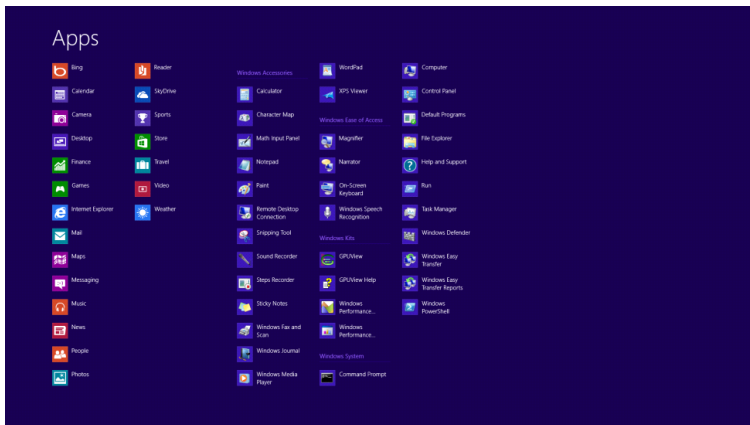 Apps
Bing
Calendar
Camera
Desktop
Finance
Games
Internet Explorer
Mail
Maps
Messaging
Music
News
People
Photos
Reader
SkyDrive
Sports
Store
Travel
Video
Weather
Windows Accessories
Calculator
Character Map
Math Input Panel
Notepad
Paint
Remote Desktop
Connection
Snipping Tool
Sound Recorder
Steps Recorder
Sticky Notes
Windows Fax and
Scan
Windows Journal
Windows Media
Player
WordPad
XPS Viewer
Windows Ease of Access
Magnifier
Narrator
On-Screen
Keyboard
Windows Speech
Recognition
Windows Kits
GPUView
GPUView Help
Windows
Performance...
Windows
Performance...
Windows System
Command Prompt
Computer
Control Panel
Default Programs
File Explorer
Help and Support
Run
Task Manager
Windows Defender
Windows Easy
Transfer
Windows Easy
Transfer Reports
Windows
PowerShell